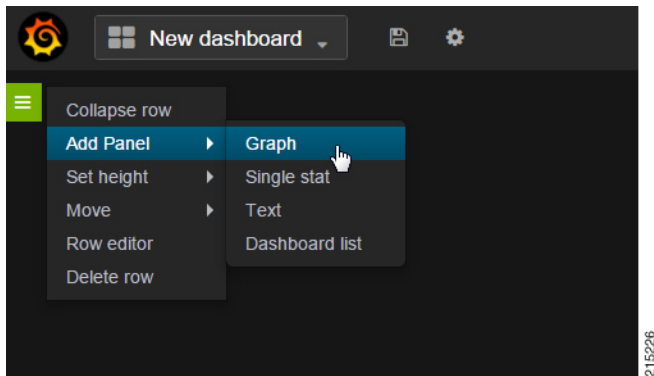 New dashboard
Collapse row
Add Panel
Graph
Set height
Single stat
Move
Text
Row editor
Dashboard list
Delete row
215226